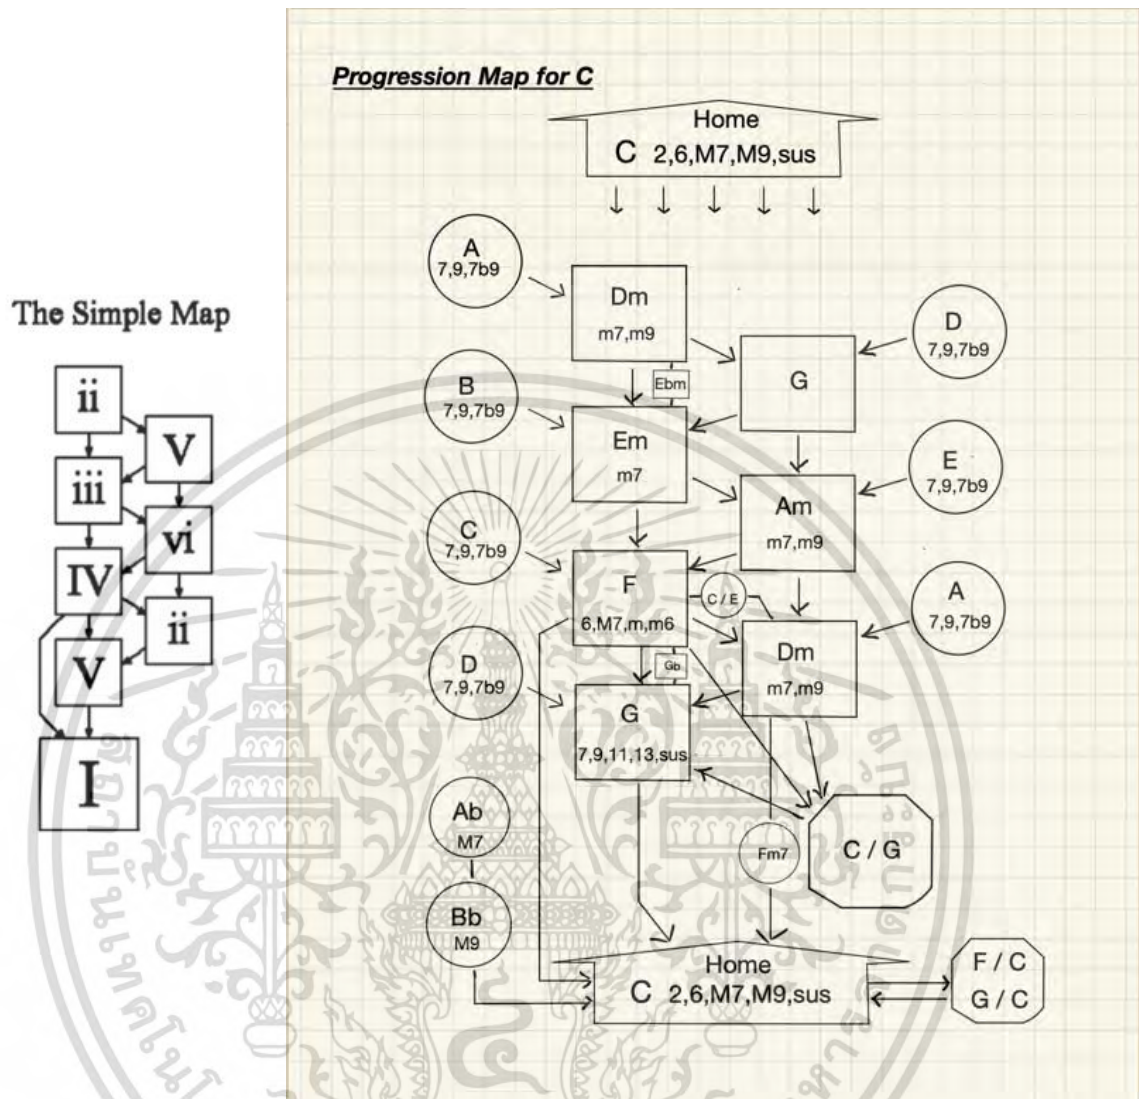 The Simple Map
ii
V
iii
vi
IV
ii
V
I
Progression Map for C
Home
C 2,6,M7,M9,sus
A
7,9,7b9
Dm
m7,m9
D
7,9,7b9
G
Ebm
B
7,9,7b9
Em
m7
E
7,9,7b9
Am
m7,m9
C
7,9,7b9
F
6,M7,m,m6
C / E
A
7,9,7b9
Dm
m7,m9
Gb
D
7,9,7b9
G
7,9,11,13,sus
Ab
M7
Fm7
C / G
Bb
M9
Home
C 2,6,M7,M9,sus
F / C
G / C